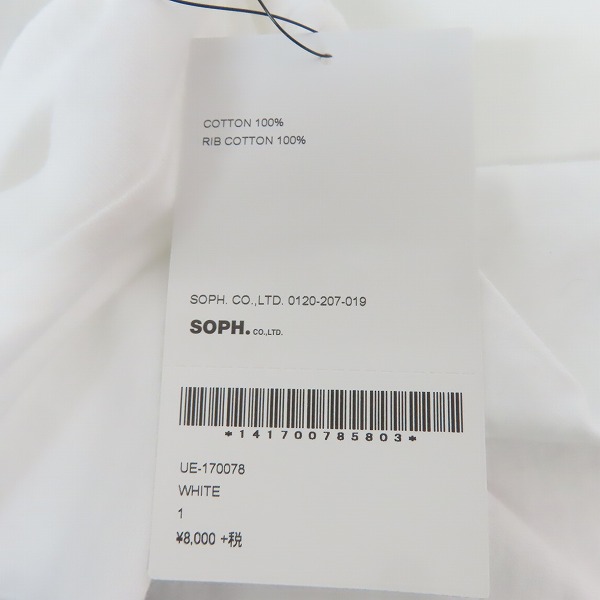 COTTON 100%
RIB COTTON 100%
SOPH. CO.,LTD. 0120-207-019
SOPH. CO.,LTD.
*141700785803*
UE-170078
WHITE
1
¥8,000 +税